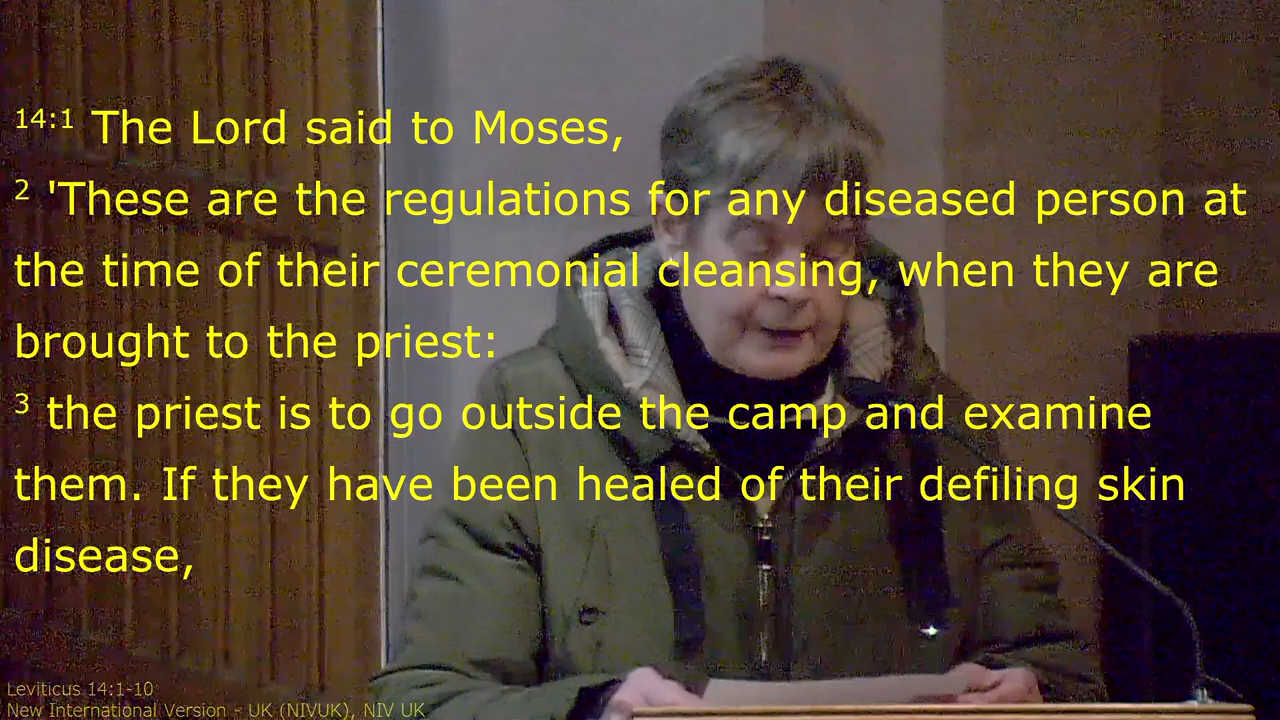 14:1 The Lord said to Moses,
2 'These are the regulations for any diseased person at
the time of their ceremonial cleansing, when they are
brought to the priest:
3 the priest is to go outside the camp and examine
them. If they have been healed of their defiling skin
disease,
Leviticus 14:1-10
New International Version - UK (NIVUK), NIV UK